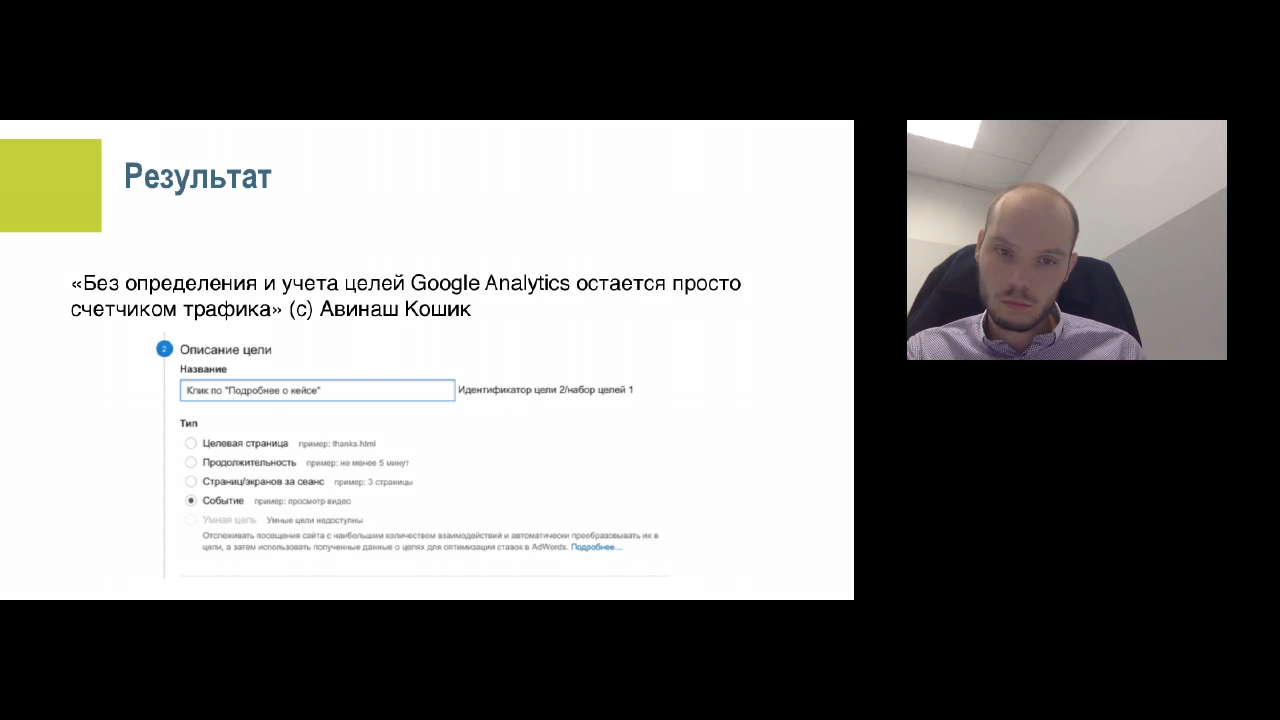 Результат
«Без определения и учета целей Google Analytics остается просто
счетчиком трафика» (с) Авинаш Кошик
2 Описание цели
Название
Клик по "Подробнее о кейсе" Идентификатор цели 2/набор целей 1
Тип
Целевая страница пример: thanks.html
Продолжительность пример: не менее 5 минут
Страниц/экранов за сеанс пример: 3 страницы
Событие пример: просмотр видео
Умная цель Умные цели недоступны
Отслеживать посещения сайта с наибольшим количеством взаимодействий и автоматически преобразовывать их в
цели, а затем использовать полученные данные о целях для оптимизации ставок в AdWords. Подробнее...